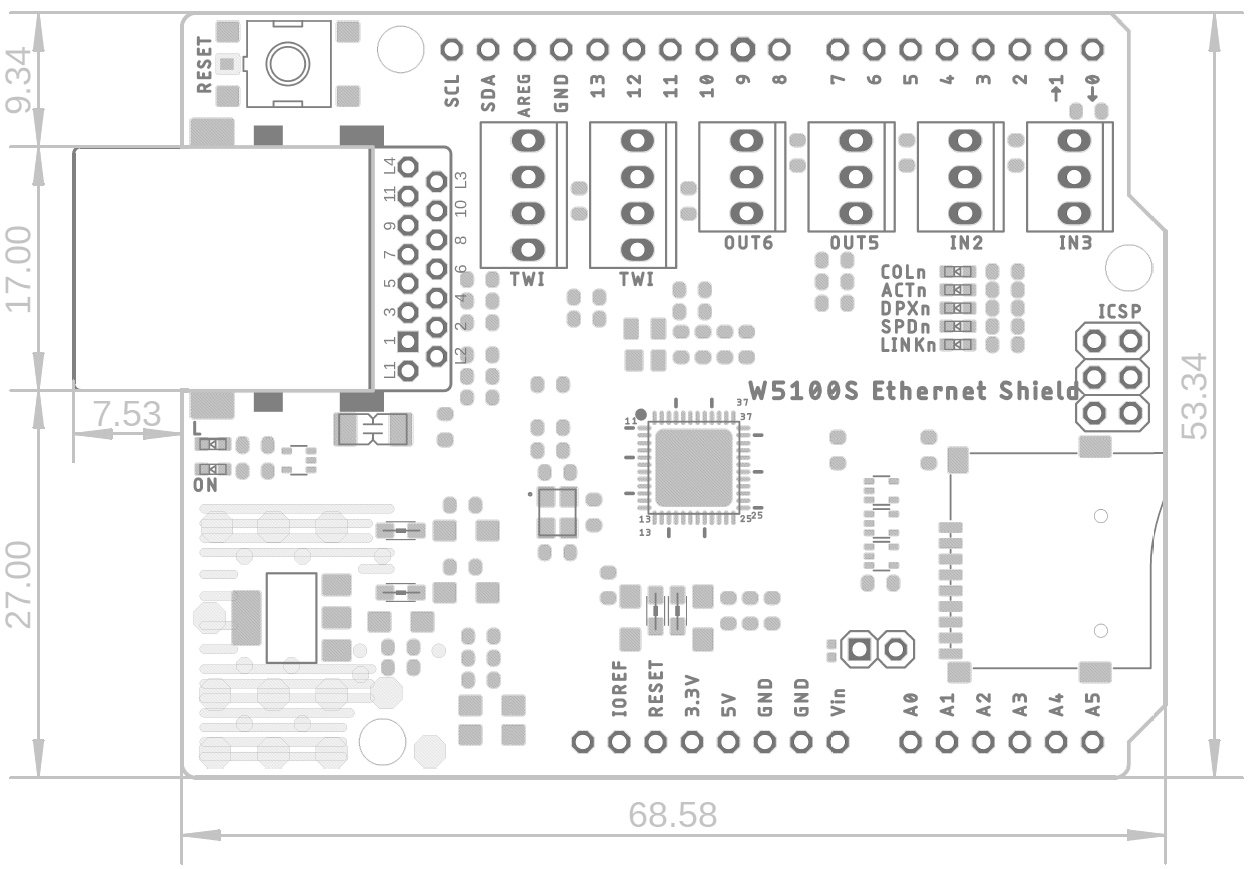 RESET
9.34
SCL SDA AREG GND 13 12 11 10 9 8 7 6 5 4 3 2 →1 ←0
L4 11 9 7 5 3 1 L1
L3 10 8 6 4 2 L2
17.00
TWI TWI OUT6 OUT5 IN2 IN3
COLn
ACTn
DPXn
SPDn
LINKn
ICSP
W5100S Ethernet Shield
53.34
7.53
L
ON
37
37
11
13
13
25
25
27.00
IOREF RESET 3.3V 5V GND GND Vin A0 A1 A2 A3 A4 A5
68.58